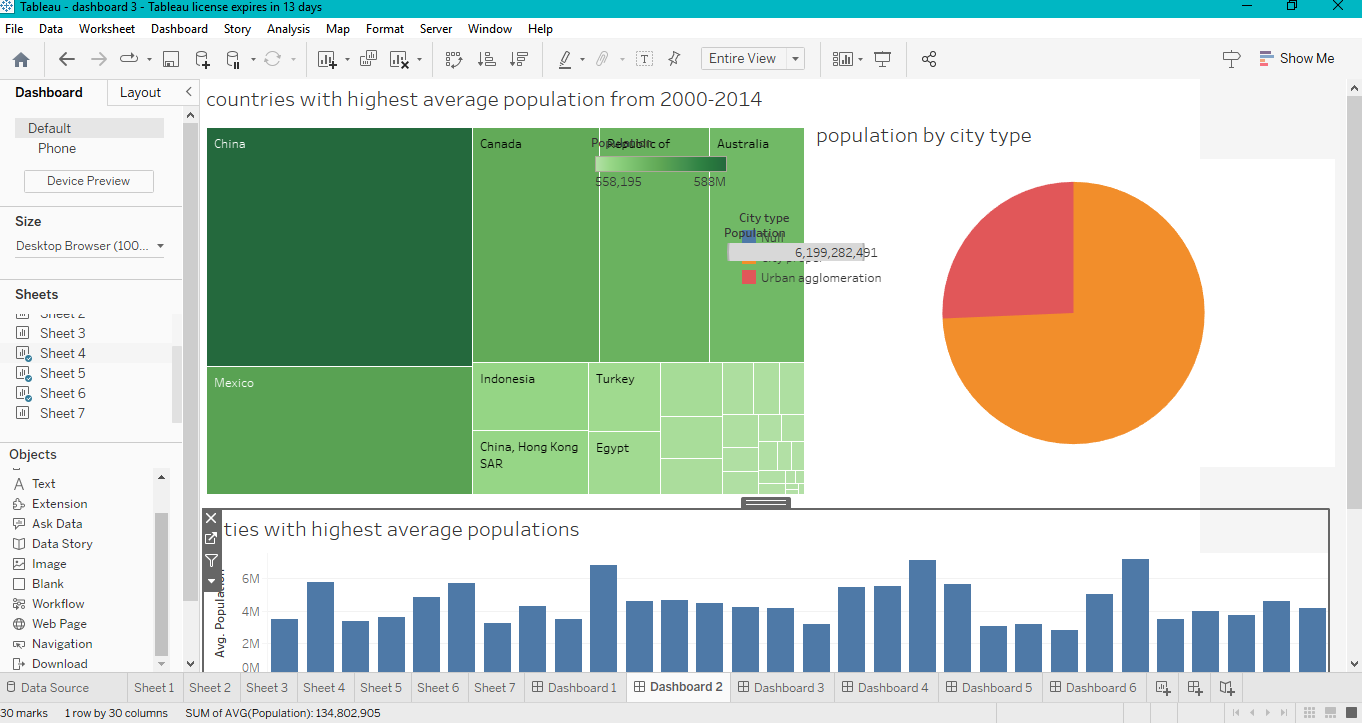 Tableau - dashboard 3 - Tableau license expires in 13 days
File Data Worksheet Dashboard Story Analysis Map Format Server Window Help
Entire View
Show Me
Dashboard
Layout
Default
Phone
Device Preview
Size
Desktop Browser (100...
Sheets
Sheet 2
Sheet 3
Sheet 4
Sheet 5
Sheet 6
Sheet 7
Objects
Text
Extension
Ask Data
Data Story
Image
Blank
Workflow
Web Page
Navigation
Download
countries with highest average population from 2000-2014
China
Canada
Population
Republic of
Australia
558,195
588M
Mexico
Indonesia
Turkey
China, Hong Kong
SAR
Egypt
City type
Population
Null
6,199,282,491
Urban agglomeration
population by city type
ties with highest average populations
Avg. Population
6M
4M
2M
0M
Data Source Sheet 1 Sheet 2 Sheet 3 Sheet 4 Sheet 5 Sheet 6 Sheet 7 Dashboard 1 Dashboard 2 Dashboard 3 Dashboard 4 Dashboard 5 Dashboard 6
30 marks 1 row by 30 columns SUM of AVG(Population): 134,802,905